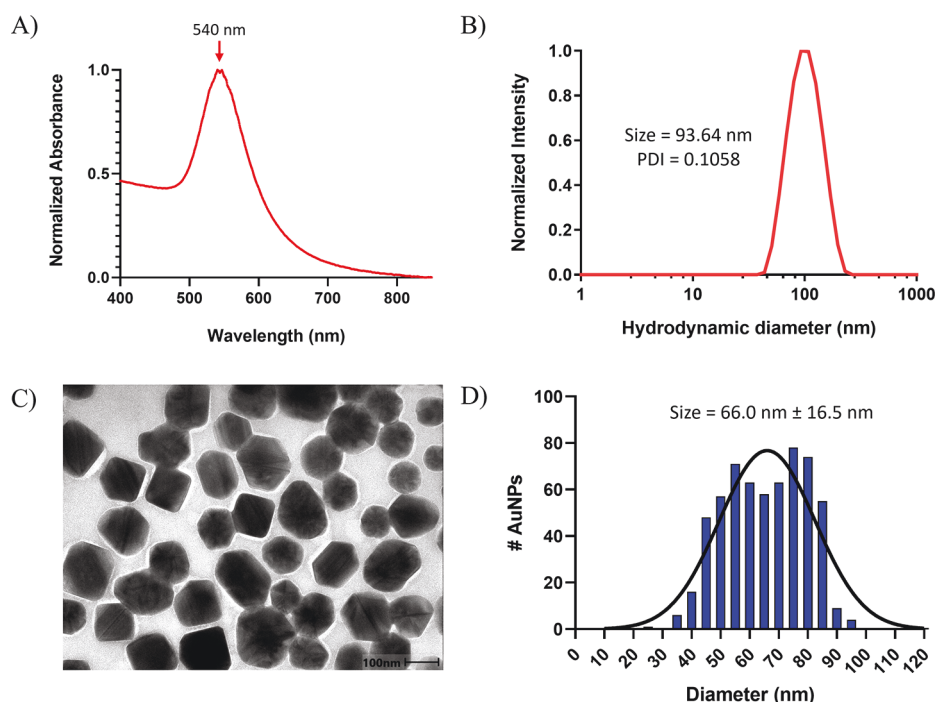 A)
540 nm
Normalized Absorbance
1.0
0.5
0.0
400
500
600
700
800
Wavelength (nm)
B)
Normalized Intensity
1.0
0.8
0.6
0.4
0.2
0.0
Size = 93.64 nm
PDI = 0.1058
1
10
100
1000
Hydrodynamic diameter (nm)
C)
100nm
D)
# AuNPs
100
80
60
40
20
0
Size = 66.0 nm ± 16.5 nm
0
10
20
30
40
50
60
70
80
90
100
110
120
Diameter (nm)